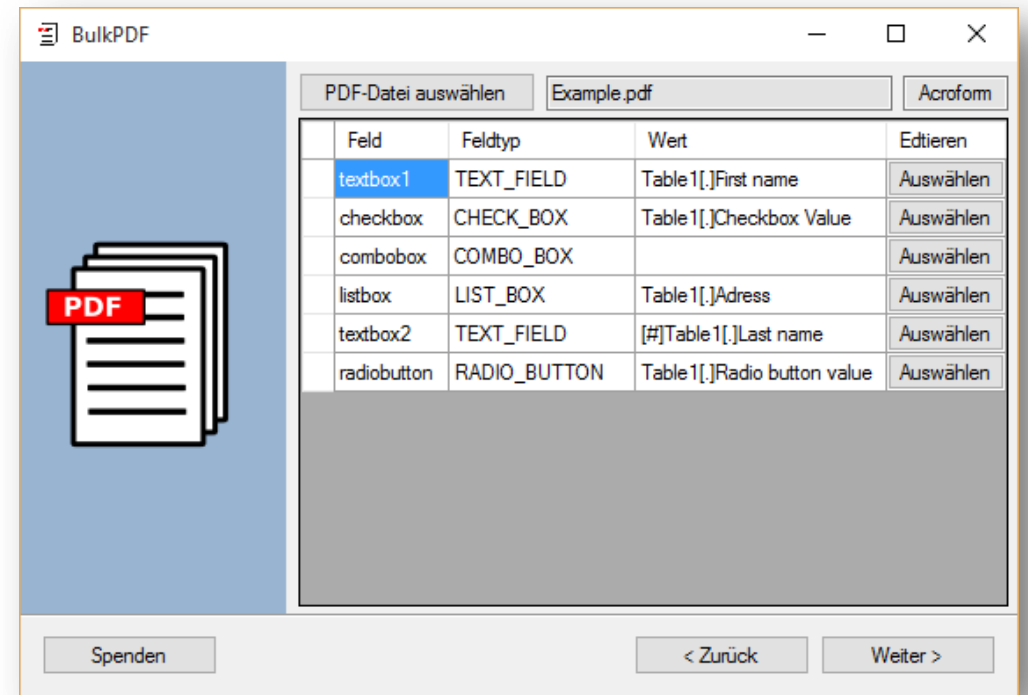 BulkPDF
PDF-Datei auswählen Example.pdf Acroform
Feld Feldtyp Wert Edtieren
textbox1 TEXT_FIELD Table1[.]First name Auswählen
checkbox CHECK_BOX Table1[.]Checkbox Value Auswählen
combobox COMBO_BOX Auswählen
listbox LIST_BOX Table1[.]Adress Auswählen
textbox2 TEXT_FIELD [#]Table1[.]Last name Auswählen
radiobutton RADIO_BUTTON Table1[.]Radio button value Auswählen
PDF
Spenden < Zurück Weiter >